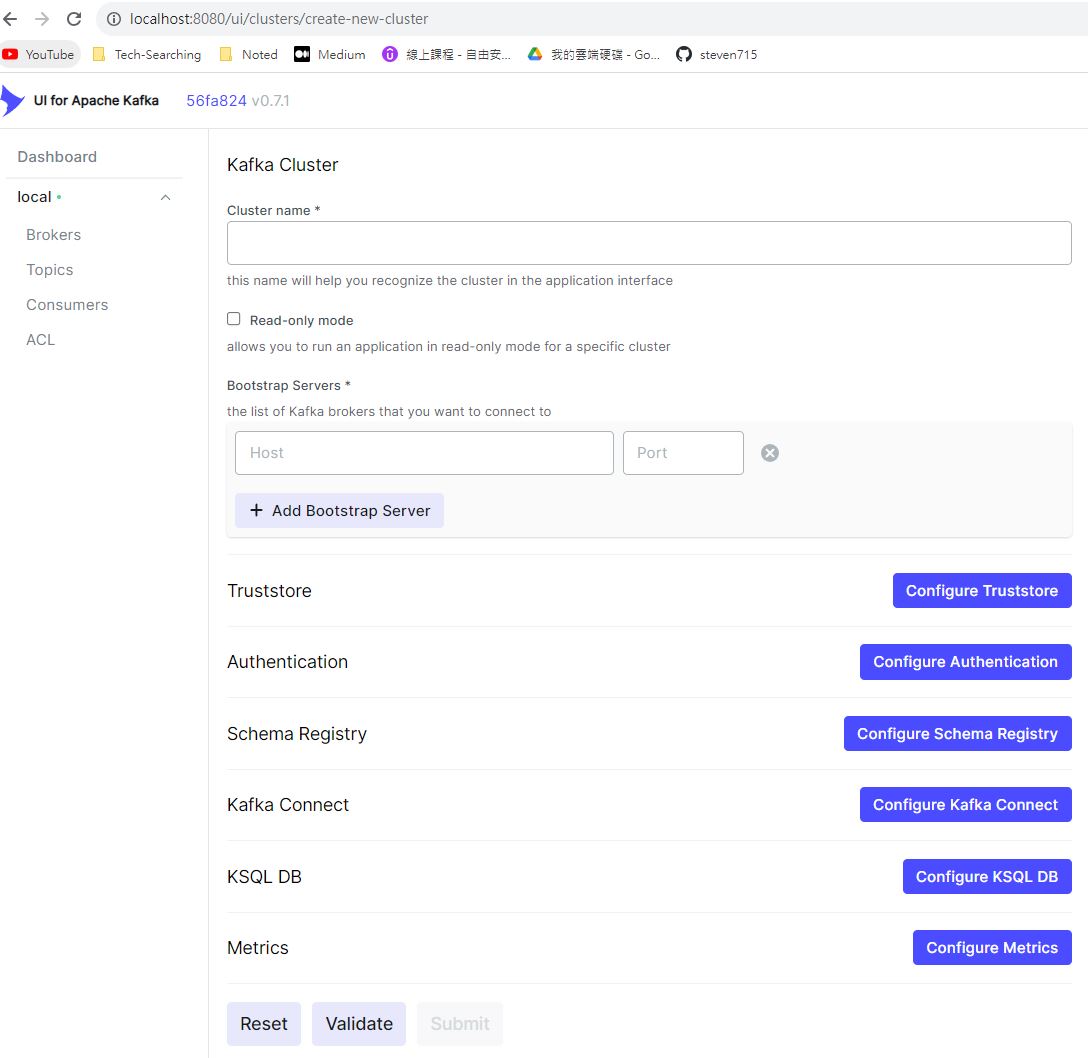 localhost:8080/ui/clusters/create-new-cluster
YouTube Tech-Searching Noted Medium 線上課程 - 自由安... 我的雲端硬碟 - Go... steven715
UI for Apache Kafka 56fa824 v0.7.1
Dashboard
local
Brokers
Topics
Consumers
ACL
Kafka Cluster
Cluster name *
this name will help you recognize the cluster in the application interface
Read-only mode
allows you to run an application in read-only mode for a specific cluster
Bootstrap Servers *
the list of Kafka brokers that you want to connect to
Host Port
+ Add Bootstrap Server
Truststore Configure Truststore
Authentication Configure Authentication
Schema Registry Configure Schema Registry
Kafka Connect Configure Kafka Connect
KSQL DB Configure KSQL DB
Metrics Configure Metrics
Reset Validate Submit